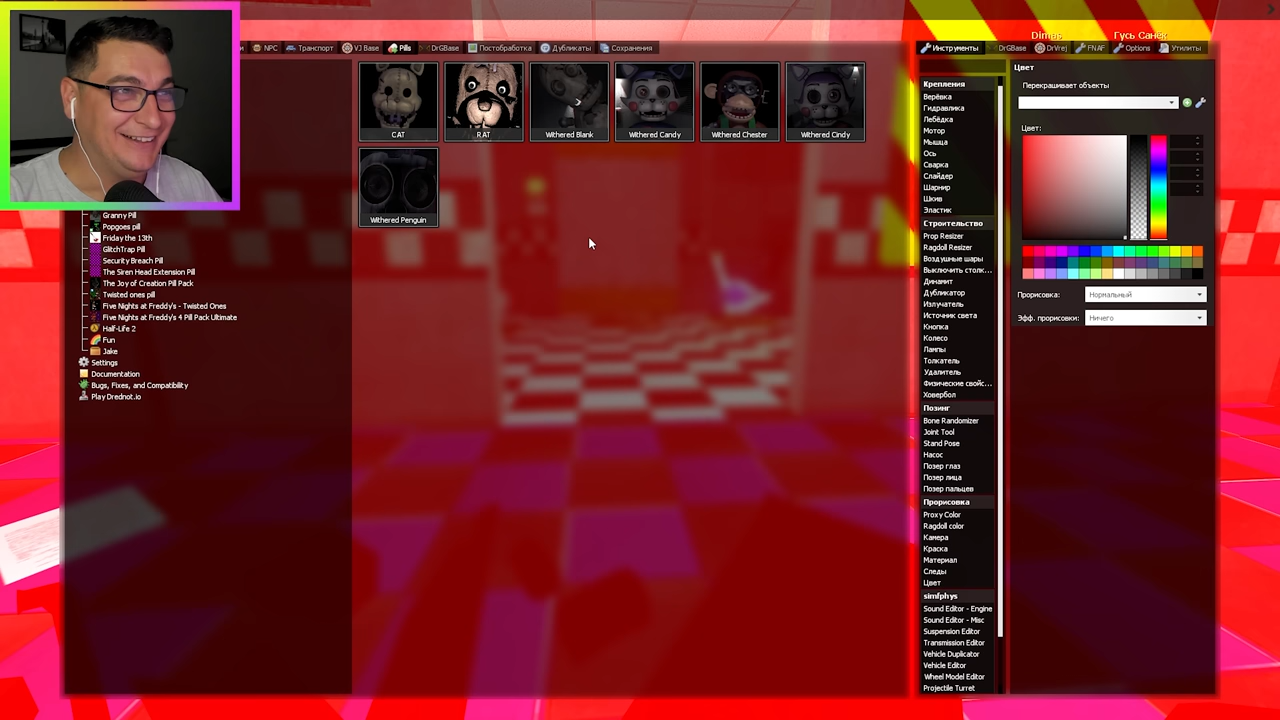 Dimas
Гусь Санёк
NPC
Транспорт
VJ Base
Pills
DrGBase
Постобработка
Дубликаты
Сохранения
Инструменты
DrGBase
DrVrej
FNAF
Options
Утилиты
CAT
RAT
Withered Blank
Withered Candy
Withered Chester
Withered Cindy
Withered Penguin
Granny Pill
Popgoes pill
Friday the 13th
GlitchTrap Pill
Security Breach Pill
The Siren Head Extension Pill
The Joy of Creation Pill Pack
Twisted ones pill
Five Nights at Freddy's - Twisted Ones
Five Nights at Freddy's 4 Pill Pack Ultimate
Half-Life 2
Fun
Jake
Settings
Documentation
Bugs, Fixes, and Compatibility
Play Drednot.io
Крепления
Верёвка
Гидравлика
Лебёдка
Мотор
Мышца
Ось
Сварка
Слайдер
Шарнир
Шкив
Эластик
Строительство
Prop Resizer
Ragdoll Resizer
Воздушные шары
Выключить столк...
Динамит
Дубликатор
Излучатель
Источник света
Кнопка
Колесо
Лампы
Толкатель
Удалитель
Физические свойс...
Ховербол
Позинг
Bone Randomizer
Joint Tool
Stand Pose
Насос
Позер глаз
Позер лица
Позер пальцев
Прорисовка
Proxy Color
Ragdoll color
Камера
Краска
Материал
Следы
Цвет
simfphys
Sound Editor - Engine
Sound Editor - Misc
Suspension Editor
Transmission Editor
Vehicle Duplicator
Vehicle Editor
Wheel Model Editor
Projectile Turret
Цвет
Перекрашивает объекты
Цвет:
Прорисовка:
Нормальный
Эфф. прорисовки:
Ничего